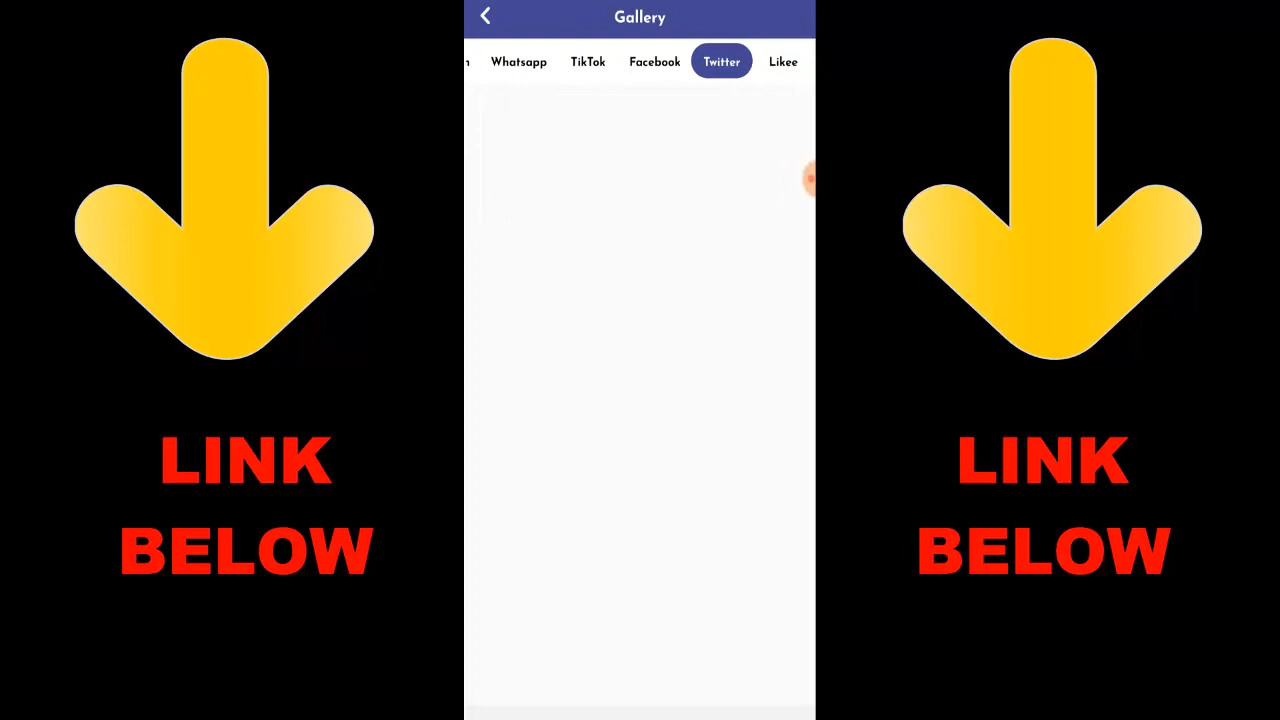 Gallery
n Whatsapp TikTok Facebook Twitter Likee
LINK
BELOW
LINK
BELOW